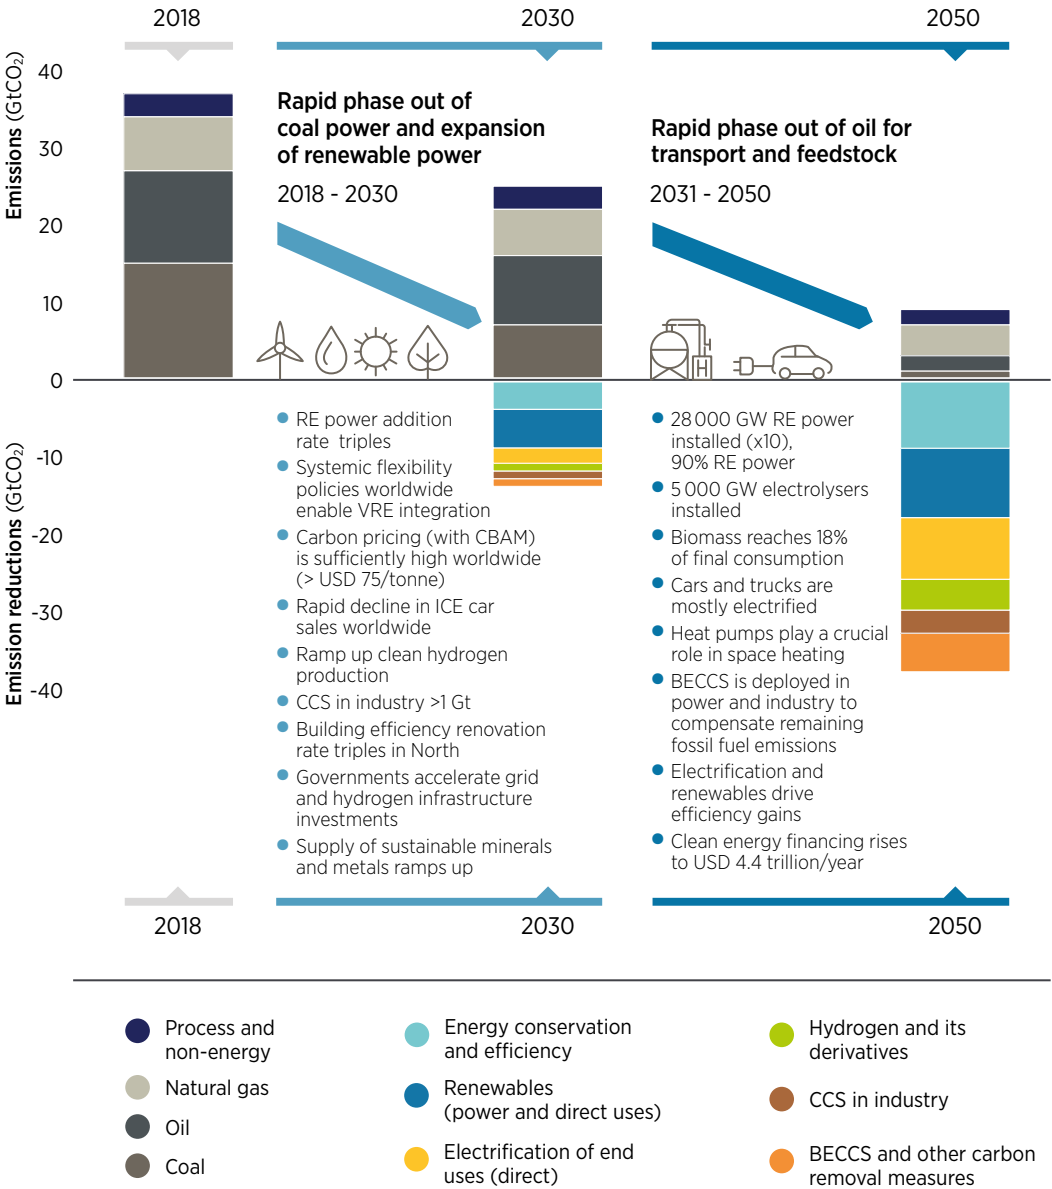 2018
2030
2050
Emissions (GtCO₂)
40
30
20
10
0
Rapid phase out of
coal power and expansion
of renewable power
2018 - 2030
Rapid phase out of oil for
transport and feedstock
2031 - 2050
Emission reductions (GtCO₂)
-10
-20
-30
-40
RE power addition
rate triples
Systemic flexibility
policies worldwide
enable VRE integration
Carbon pricing (with CBAM)
is sufficiently high worldwide
(> USD 75/tonne)
Rapid decline in ICE car
sales worldwide
Ramp up clean hydrogen
production
CCS in industry >1 Gt
Building efficiency renovation
rate triples in North
Governments accelerate grid
and hydrogen infrastructure
investments
Supply of sustainable minerals
and metals ramps up
28 000 GW RE power
installed (x10),
90% RE power
5 000 GW electrolysers
installed
Biomass reaches 18%
of final consumption
Cars and trucks are
mostly electrified
Heat pumps play a crucial
role in space heating
BECCS is deployed in
power and industry to
compensate remaining
fossil fuel emissions
Electrification and
renewables drive
efficiency gains
Clean energy financing rises
to USD 4.4 trillion/year
H
2018
2030
2050
Process and
non-energy
Natural gas
Oil
Coal
Energy conservation
and efficiency
Renewables
(power and direct uses)
Electrification of end
uses (direct)
Hydrogen and its
derivatives
CCS in industry
BECCS and other carbon
removal measures